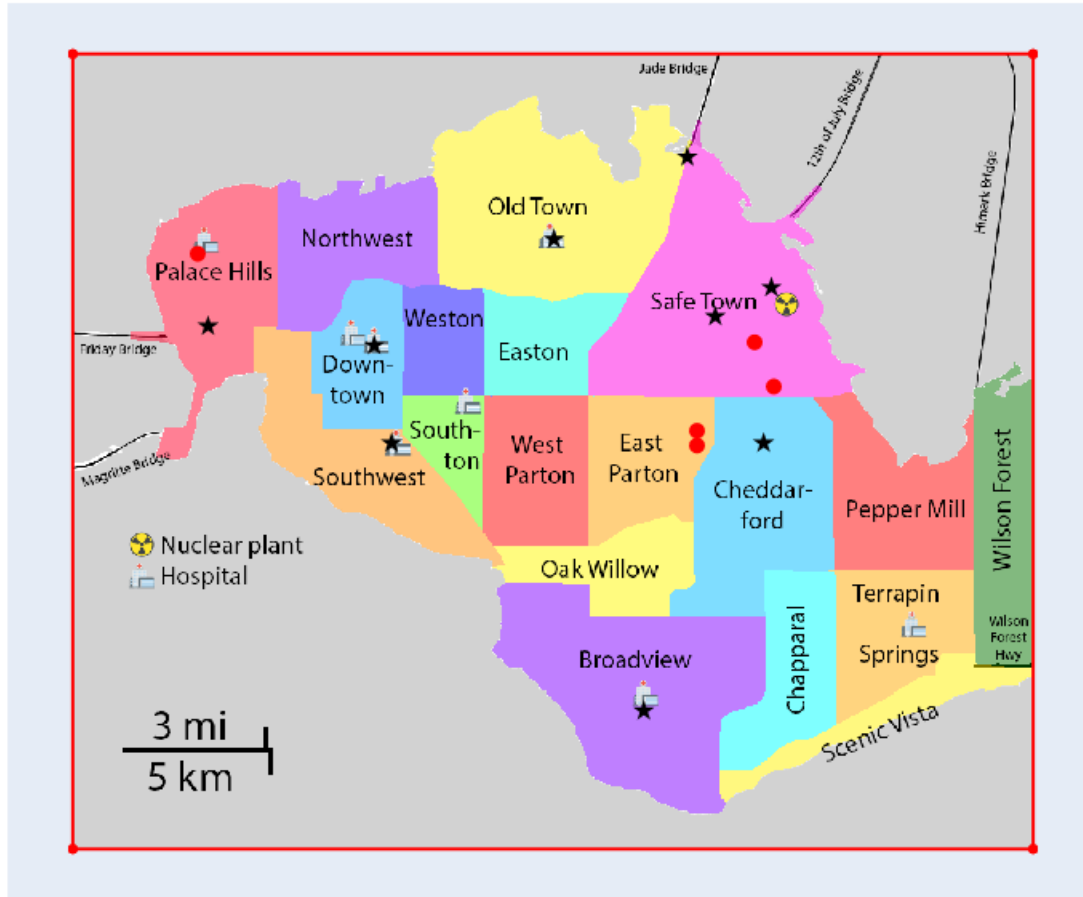 Jade Bridge
12th of July Bridge
Himark Bridge
Old Town
Northwest
Palace Hills
Safe Town
Weston
Friday Bridge
Easton
Down-
town
South-
ton
West
Parton
East
Parton
Magritte Bridge
Southwest
Cheddar-
ford
Pepper Mill
Wilson Forest
Nuclear plant
Hospital
Oak Willow
Terrapin
Springs
Wilson
Forest
Hwy
Broadview
Chapparal
Scenic Vista
3 mi
5 km